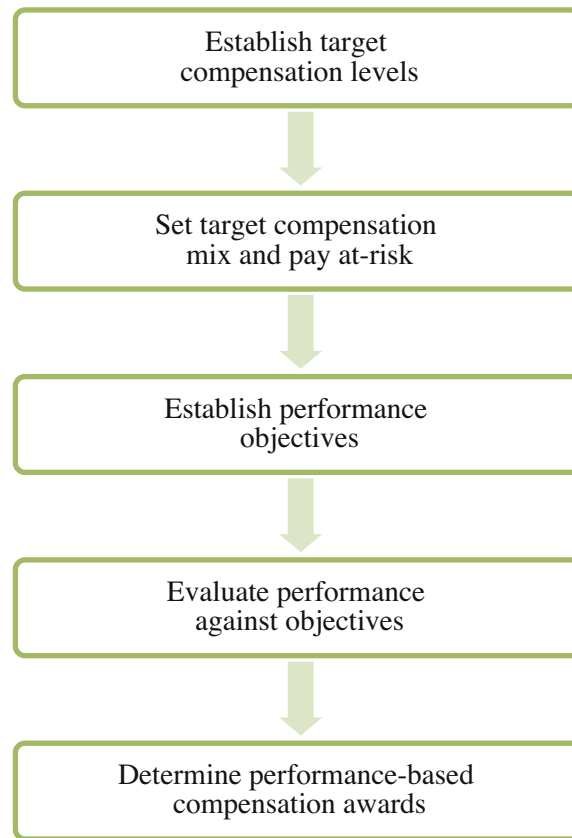 Establish target
compensation levels
Set target compensation
mix and pay at-risk
Establish performance
objectives
Evaluate performance
against objectives
Determine performance-based
compensation awards